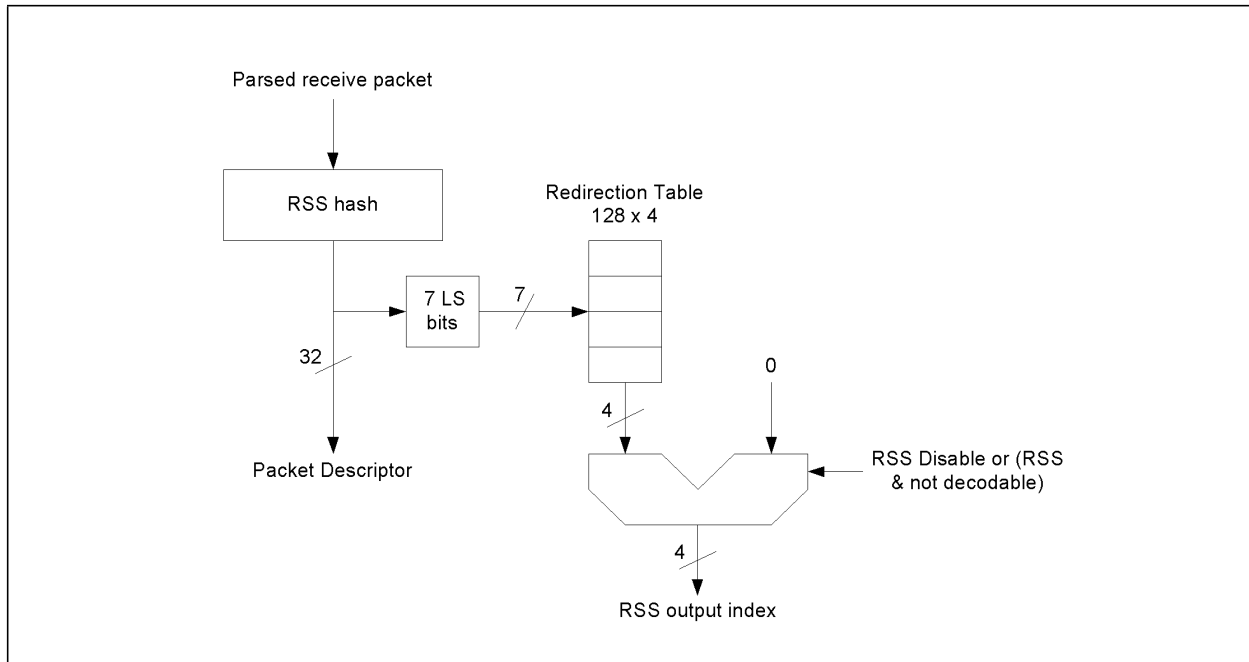 Parsed receive packet
RSS hash
Redirection Table
128 x 4
7 LS
bits
7
32
0
4
Packet Descriptor
RSS Disable or (RSS
& not decodable)
4
RSS output index